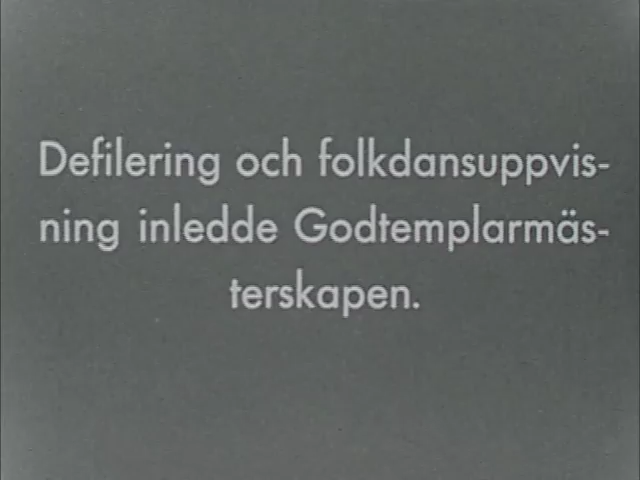 Defilering och folkdansuppvis-
ning inledde Godtemplarmäs-
terskapen.